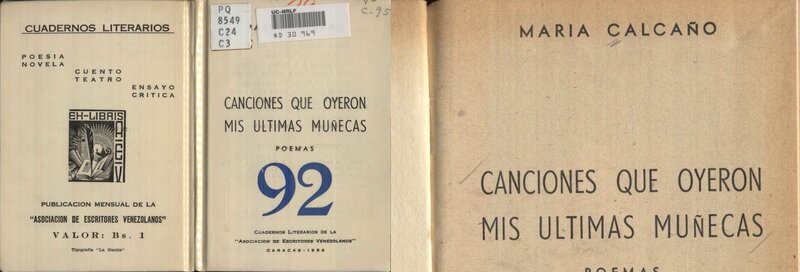 CUADERNOS LITERARIOS
POESIA
NOVELA
CUENTO
TEATRO
ENSAYO
CRITICA
EX-LIBRIS
A E V
PUBLICACION MENSUAL DE LA
"ASOCIACION DE ESCRITORES VENEZOLANOS"
VALOR: Bs. 1
Tipografía "La Nación"
PQ
8549
C24
C3
UC-NRLF
C.95
CANCIONES QUE OYERON
MIS ULTIMAS MUÑECAS
POEMAS
92
CUADERNOS LITERARIOS DE LA
"ASOCIACION DE ESCRITORES VENEZOLANOS"
CARACAS-1956
MARIA CALCAÑO
CANCIONES QUE OYERON
MIS ULTIMAS MUÑECAS
POEMAS